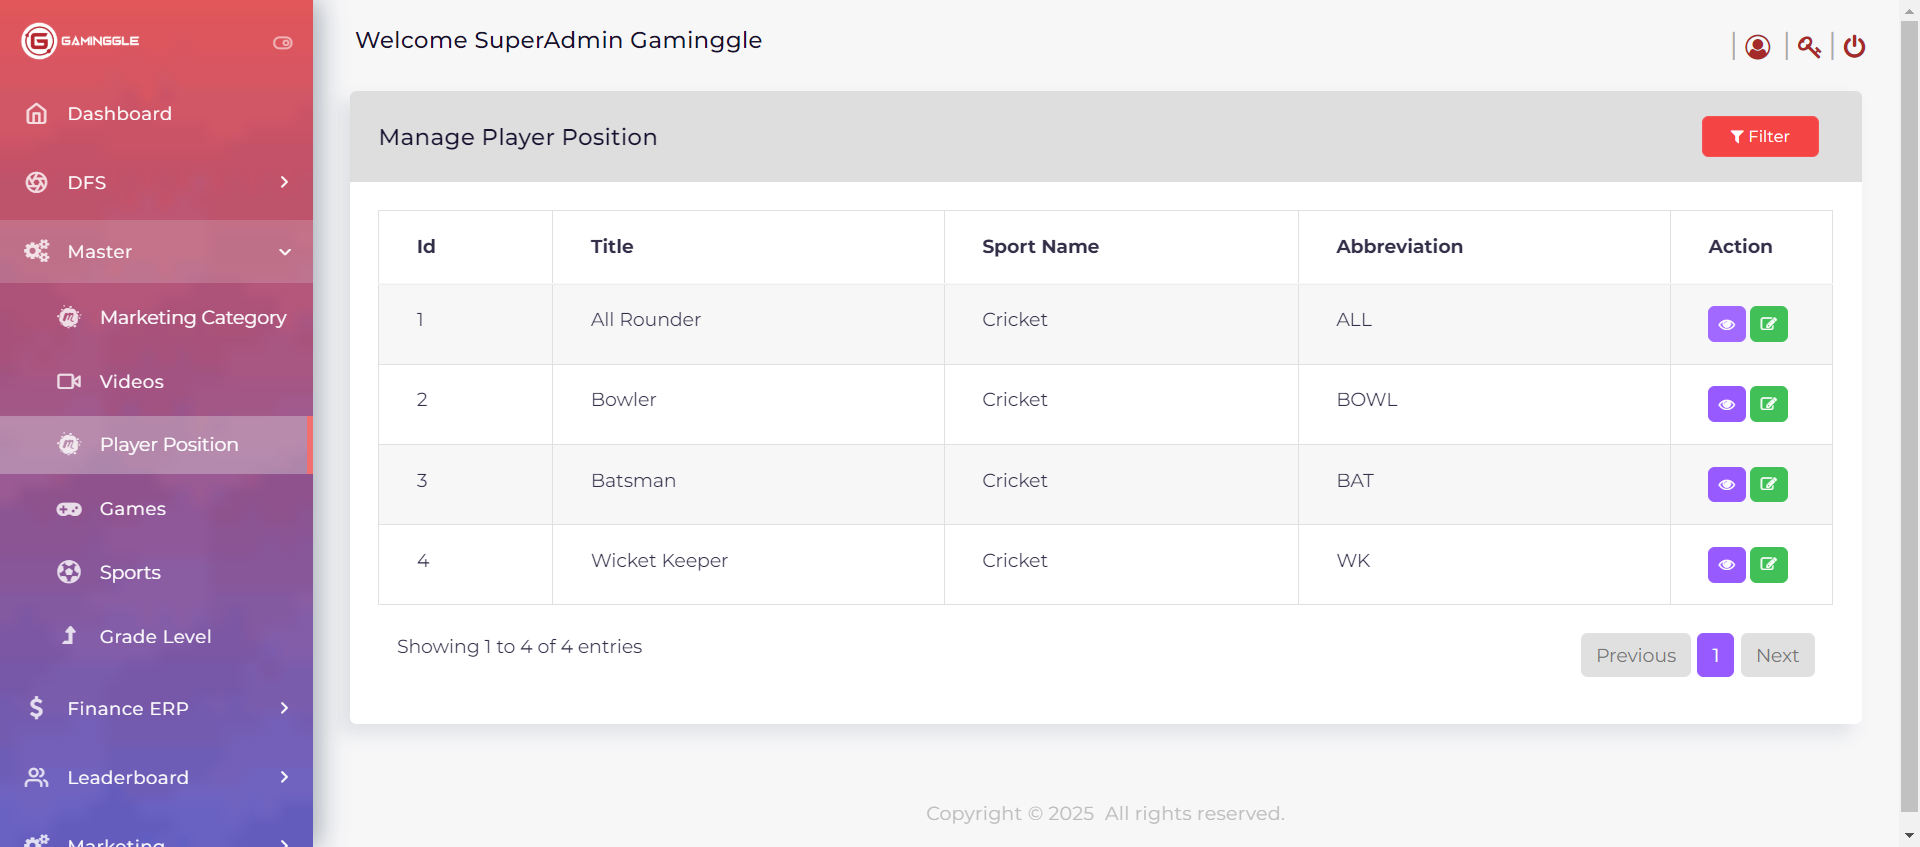 GAMINGGLE
Welcome SuperAdmin Gaminggle
Dashboard
DFS
Master
Marketing Category
Videos
Player Position
Games
Sports
Grade Level
Finance ERP
Leaderboard
Marketing
Manage Player Position
Filter
Id Title Sport Name Abbreviation Action
1 All Rounder Cricket ALL
2 Bowler Cricket BOWL
3 Batsman Cricket BAT
4 Wicket Keeper Cricket WK
Showing 1 to 4 of 4 entries
Previous 1 Next
Copyright © 2025 All rights reserved.